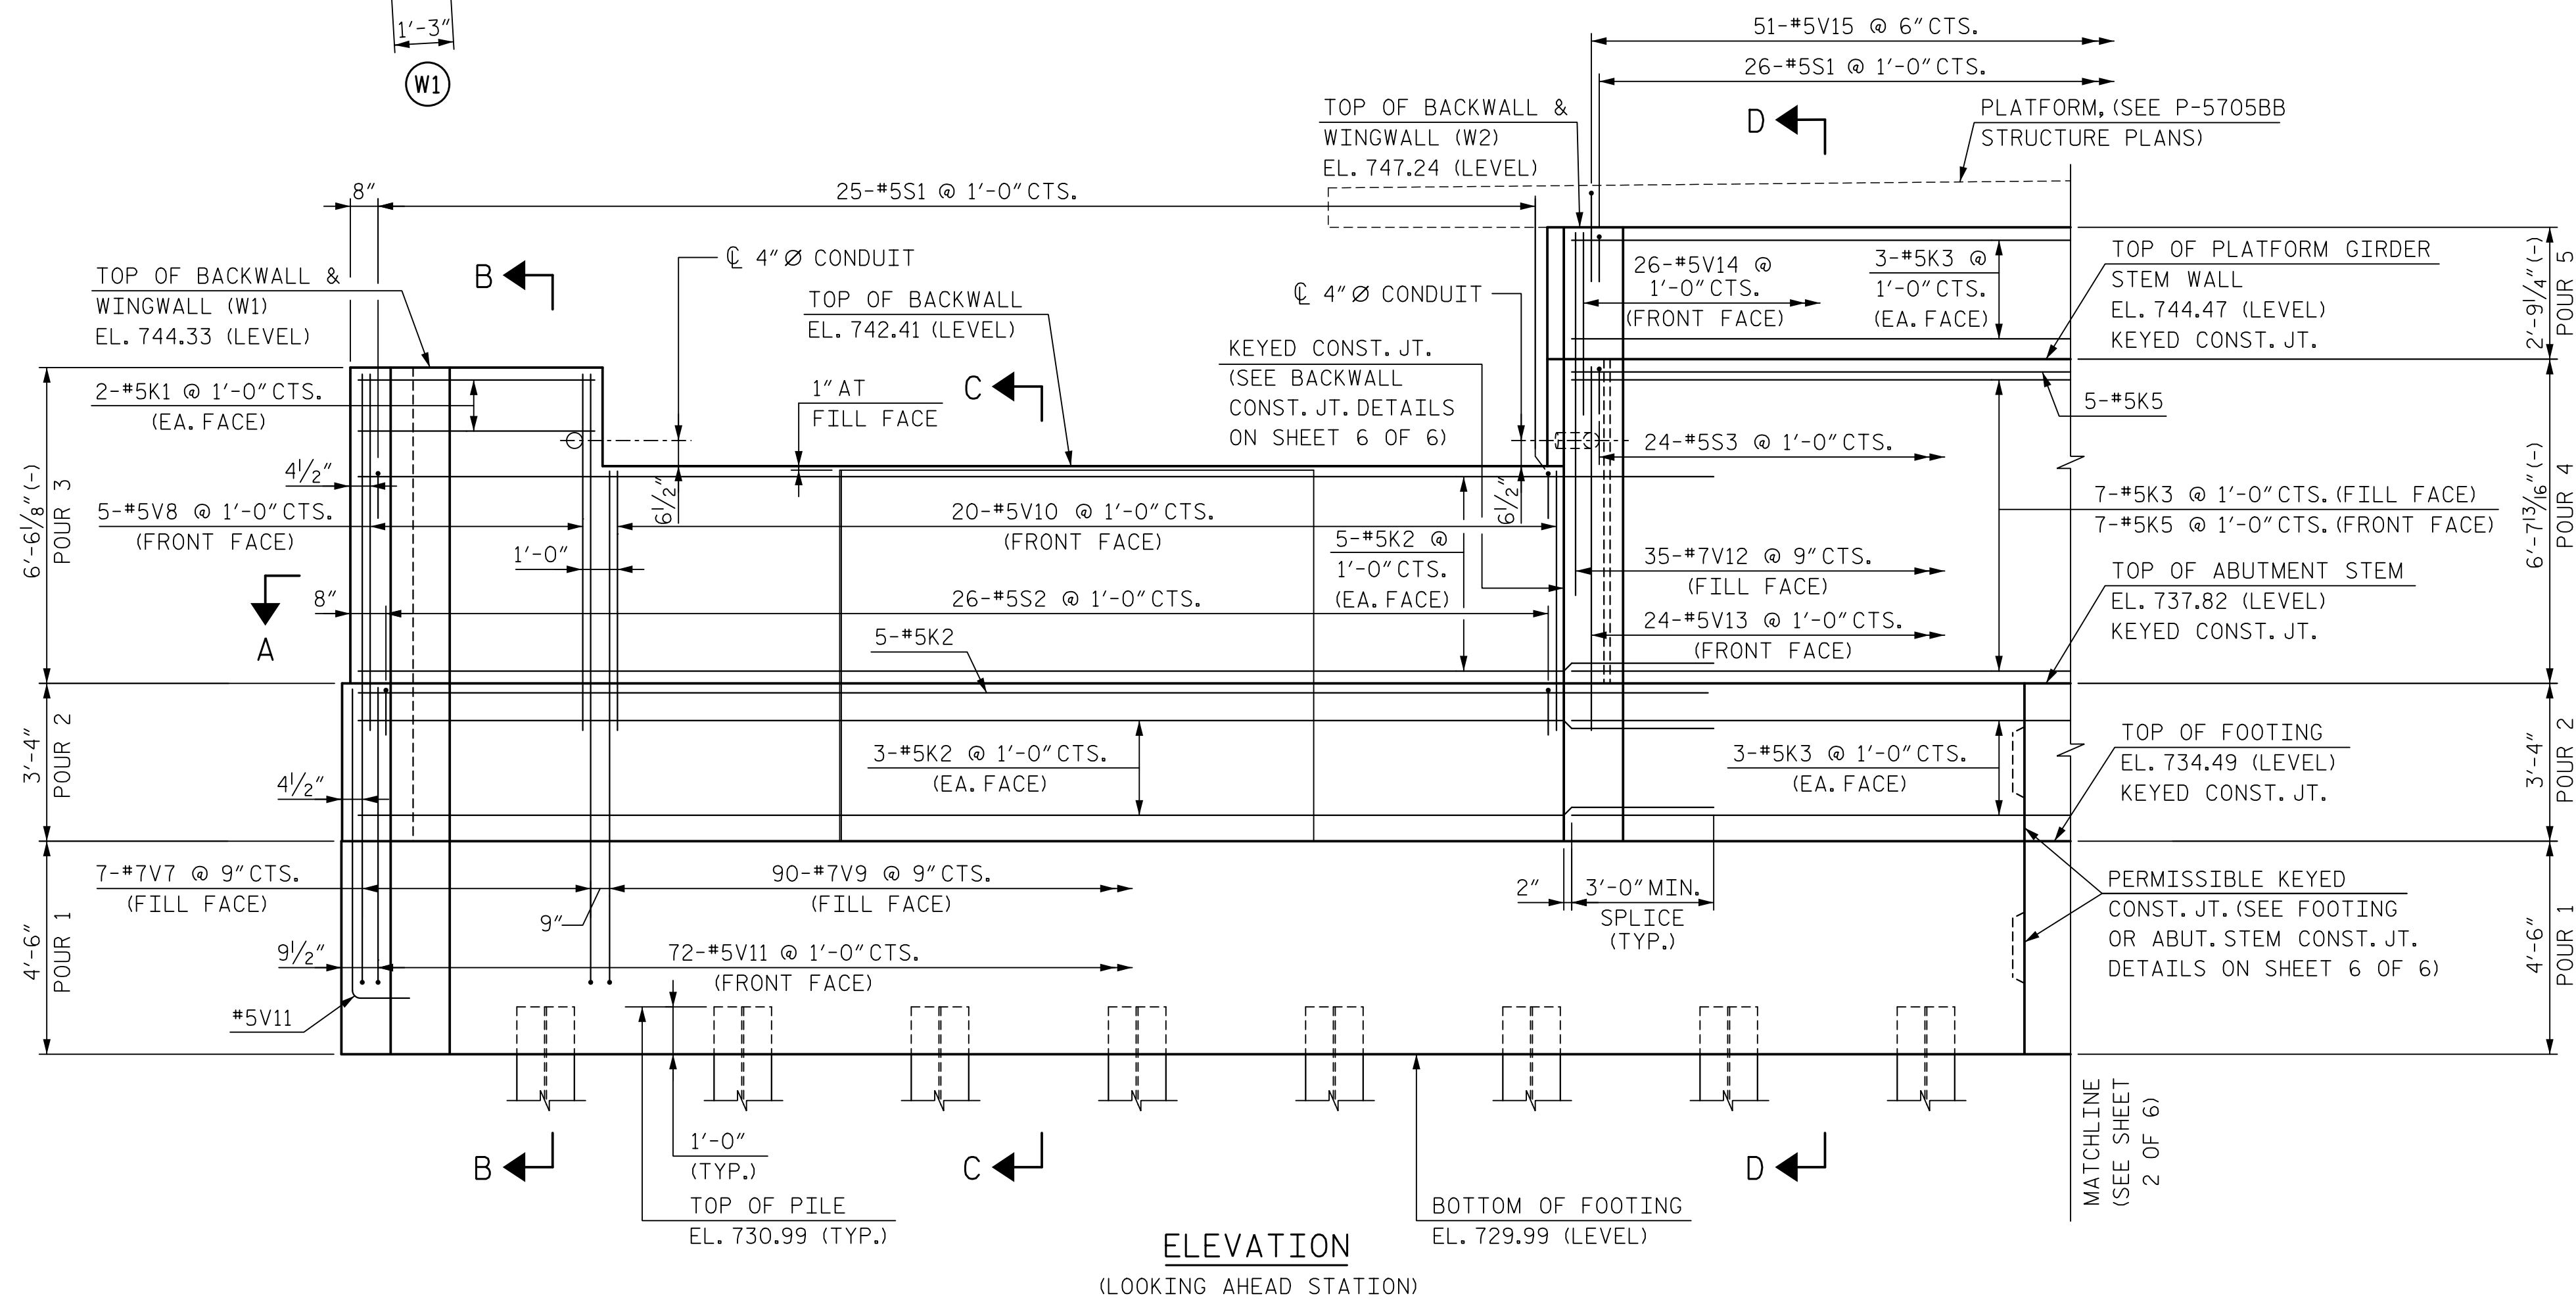 1'-3"
W1
51-#5V15 @ 6" CTS.
26-#5S1 @ 1'-0" CTS.
TOP OF BACKWALL &
WINGWALL (W2)
EL. 747.24 (LEVEL)
D
PLATFORM, (SEE P-5705BB
STRUCTURE PLANS)
8"
25-#5S1 @ 1'-0" CTS.
B
℄ 4" Ø CONDUIT
TOP OF BACKWALL &
WINGWALL (W1)
EL. 744.33 (LEVEL)
TOP OF BACKWALL
EL. 742.41 (LEVEL)
℄ 4" Ø CONDUIT
26-#5V14 @
1'-0" CTS.
(FRONT FACE)
3-#5K3 @
1'-0" CTS.
(EA. FACE)
TOP OF PLATFORM GIRDER
STEM WALL
EL. 744.47 (LEVEL)
KEYED CONST. JT.
2'-9 1/4" (-)
POUR 5
KEYED CONST. JT.
(SEE BACKWALL
CONST. JT. DETAILS
ON SHEET 6 OF 6)
2-#5K1 @ 1'-0" CTS.
(EA. FACE)
1" AT
FILL FACE
C
5-#5K5
24-#5S3 @ 1'-0" CTS.
6'-6 1/8" (-)
POUR 3
4 1/2"
5-#5V8 @ 1'-0" CTS.
(FRONT FACE)
6 1/2"
20-#5V10 @ 1'-0" CTS.
(FRONT FACE)
6 1/2"
7-#5K3 @ 1'-0" CTS. (FILL FACE)
7-#5K5 @ 1'-0" CTS. (FRONT FACE)
6'-7 13/16" (-)
POUR 4
1'-0"
5-#5K2 @
1'-0" CTS.
(EA. FACE)
35-#7V12 @ 9" CTS.
(FILL FACE)
TOP OF ABUTMENT STEM
EL. 737.82 (LEVEL)
KEYED CONST. JT.
A
8"
26-#5S2 @ 1'-0" CTS.
24-#5V13 @ 1'-0" CTS.
(FRONT FACE)
5-#5K2
3'-4"
POUR 2
3-#5K2 @ 1'-0" CTS.
(EA. FACE)
3-#5K3 @ 1'-0" CTS.
(EA. FACE)
TOP OF FOOTING
EL. 734.49 (LEVEL)
KEYED CONST. JT.
3'-4"
POUR 2
4 1/2"
7-#7V7 @ 9" CTS.
(FILL FACE)
9"
90-#7V9 @ 9" CTS.
(FILL FACE)
2"
3'-0" MIN.
SPLICE
(TYP.)
PERMISSIBLE KEYED
CONST. JT. (SEE FOOTING
OR ABUT. STEM CONST. JT.
DETAILS ON SHEET 6 OF 6)
4'-6"
POUR 1
9 1/2"
72-#5V11 @ 1'-0" CTS.
(FRONT FACE)
4'-6"
POUR 1
#5V11
B
1'-0"
(TYP.)
C
D
MATCHLINE
(SEE SHEET
2 OF 6)
TOP OF PILE
EL. 730.99 (TYP.)
BOTTOM OF FOOTING
EL. 729.99 (LEVEL)
ELEVATION
(LOOKING AHEAD STATION)